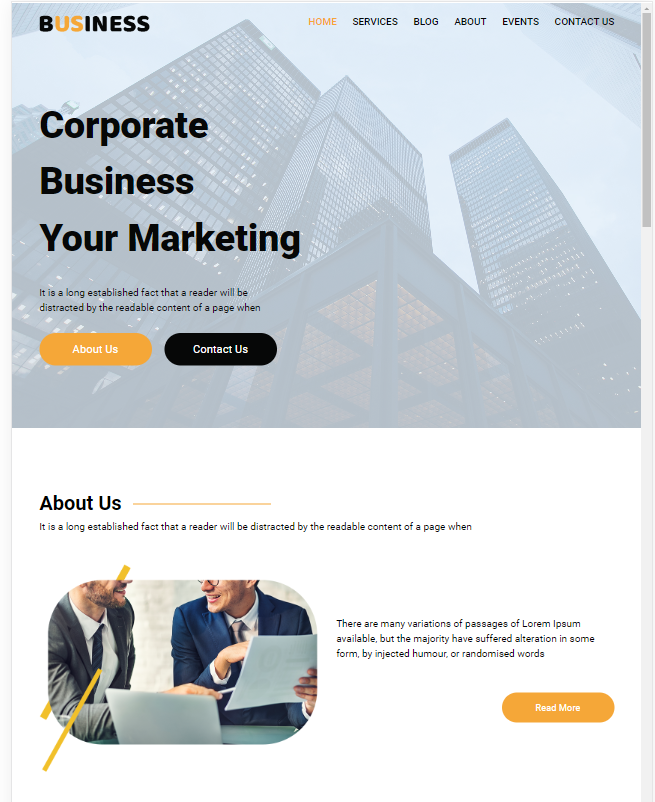 BUSINESS
HOME SERVICES BLOG ABOUT EVENTS CONTACT US
Corporate
Business
Your Marketing
It is a long established fact that a reader will be
distracted by the readable content of a page when
About Us Contact Us
About Us
It is a long established fact that a reader will be distracted by the readable content of a page when
There are many variations of passages of Lorem Ipsum
available, but the majority have suffered alteration in some
form, by injected humour, or randomised words
Read More